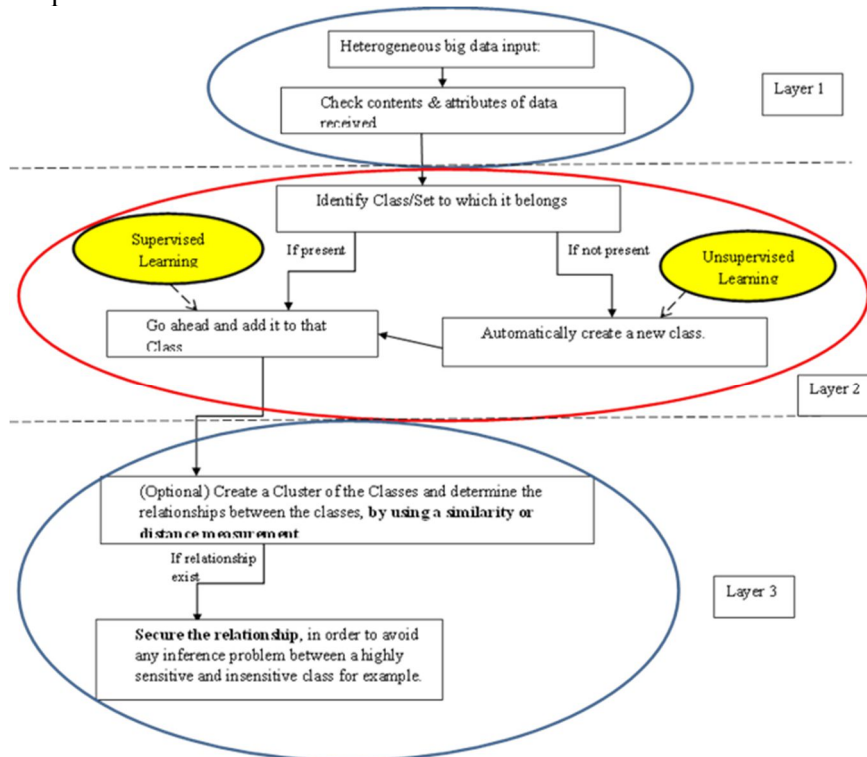 Heterogeneous big data input:
Check contents & attributes of data
received
Layer 1
Identify Class/Set to which it belongs
Supervised
Learning
If present
If not present
Unsupervised
Learning
Go ahead and add it to that
Class
Automatically create a new class.
Layer 2
(Optional) Create a Cluster of the Classes and determine the
relationships between the classes, by using a similarity or
distance measurement
If relationship
exist
Layer 3
Secure the relationship, in order to avoid
any inference problem between a highly
sensitive and insensitive class for example.